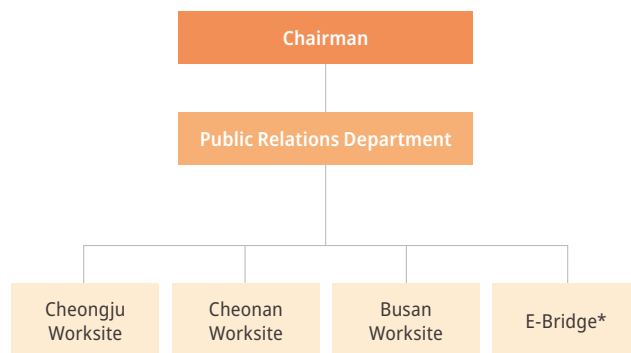 Chairman
Public Relations Department
Cheongju
Worksite
Cheonan
Worksite
Busan
Worksite
E-Bridge*